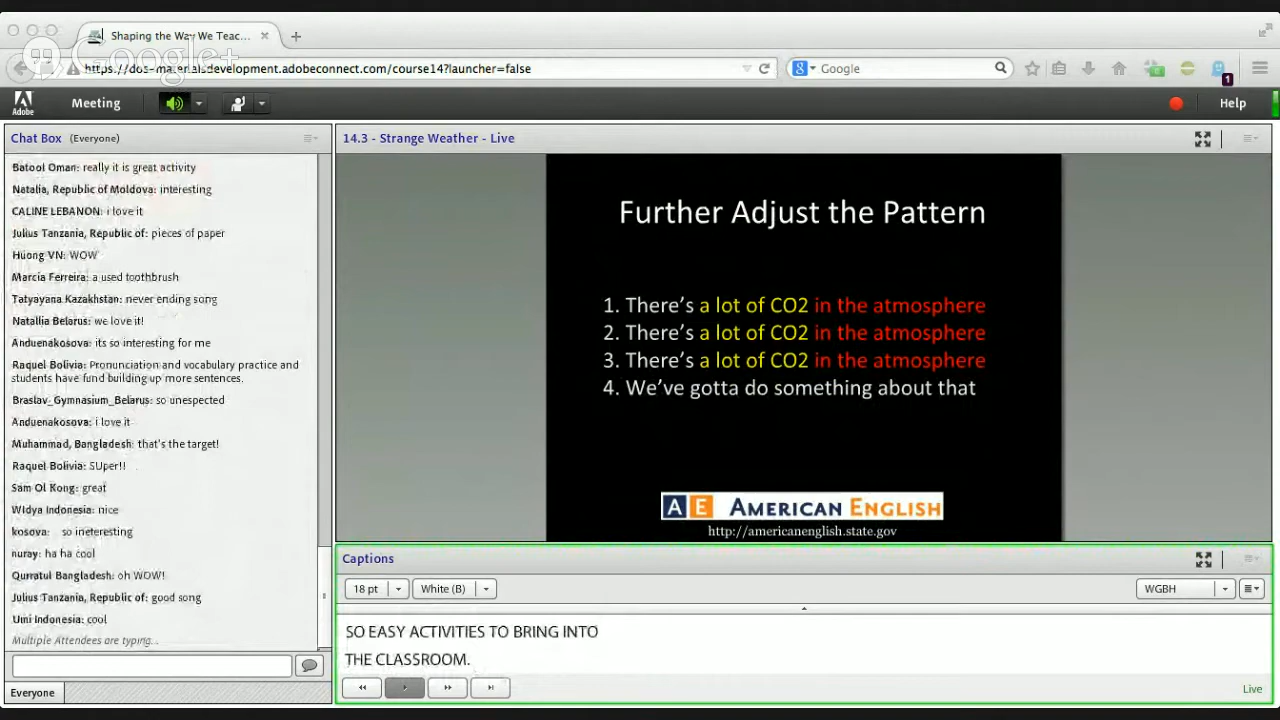 Shaping the Way We Teac...
Google+
https://dos-materialsdevelopment.adobeconnect.com/course14?launcher=false
Google
1
Adobe
Meeting
Help
Chat Box (Everyone)
Batool Oman: really it is great activity
Natalia, Republic of Moldova: interesting
CALINE LEBANON: i love it
Julius Tanzania, Republic of: pieces of paper
Huong VN: WOW
Marcia Ferreira: a used toothbrush
Tatyayana Kazakhstan: never ending song
Natallia Belarus: we love it!
Anduenakosova: its so interesting for me
Raquel Bolivia: Pronunciation and vocabulary practice and
students have fund building up more sentences.
Braslav_Gymnasium_Belarus: so unexpected
Anduenakosova: i love it
Muhammad, Bangladesh: that's the target!
Raquel Bolivia: SUper!!
Sam Ol Kong: great
WIdya Indonesia: nice
kosova: so ineteresting
nuray: ha ha cool
Qurratul Bangladesh: oh WOW!
Julius Tanzania, Republic of: good song
Umi Indonesia: cool
Multiple Attendees are typing...
Everyone
14.3 - Strange Weather - Live
Further Adjust the Pattern
1. There's a lot of CO2 in the atmosphere
2. There's a lot of CO2 in the atmosphere
3. There's a lot of CO2 in the atmosphere
4. We've gotta do something about that
AE AMERICAN ENGLISH
http://americanenglish.state.gov
Captions
18 pt
White (B)
WGBH
SO EASY ACTIVITIES TO BRING INTO
THE CLASSROOM.
Live